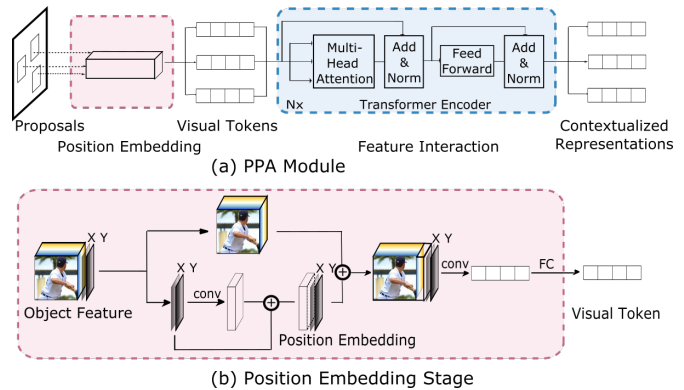 Multi-
Head
Attention
Add
&
Norm
Feed
Forward
Add
&
Norm
Nx
Transformer Encoder
Proposals
Visual Tokens
Contextualized
Representations
Position Embedding
Feature Interaction
(a) PPA Module
X Y
X Y
X Y
X Y
conv
conv
FC
Object Feature
Position Embedding
Visual Token
(b) Position Embedding Stage